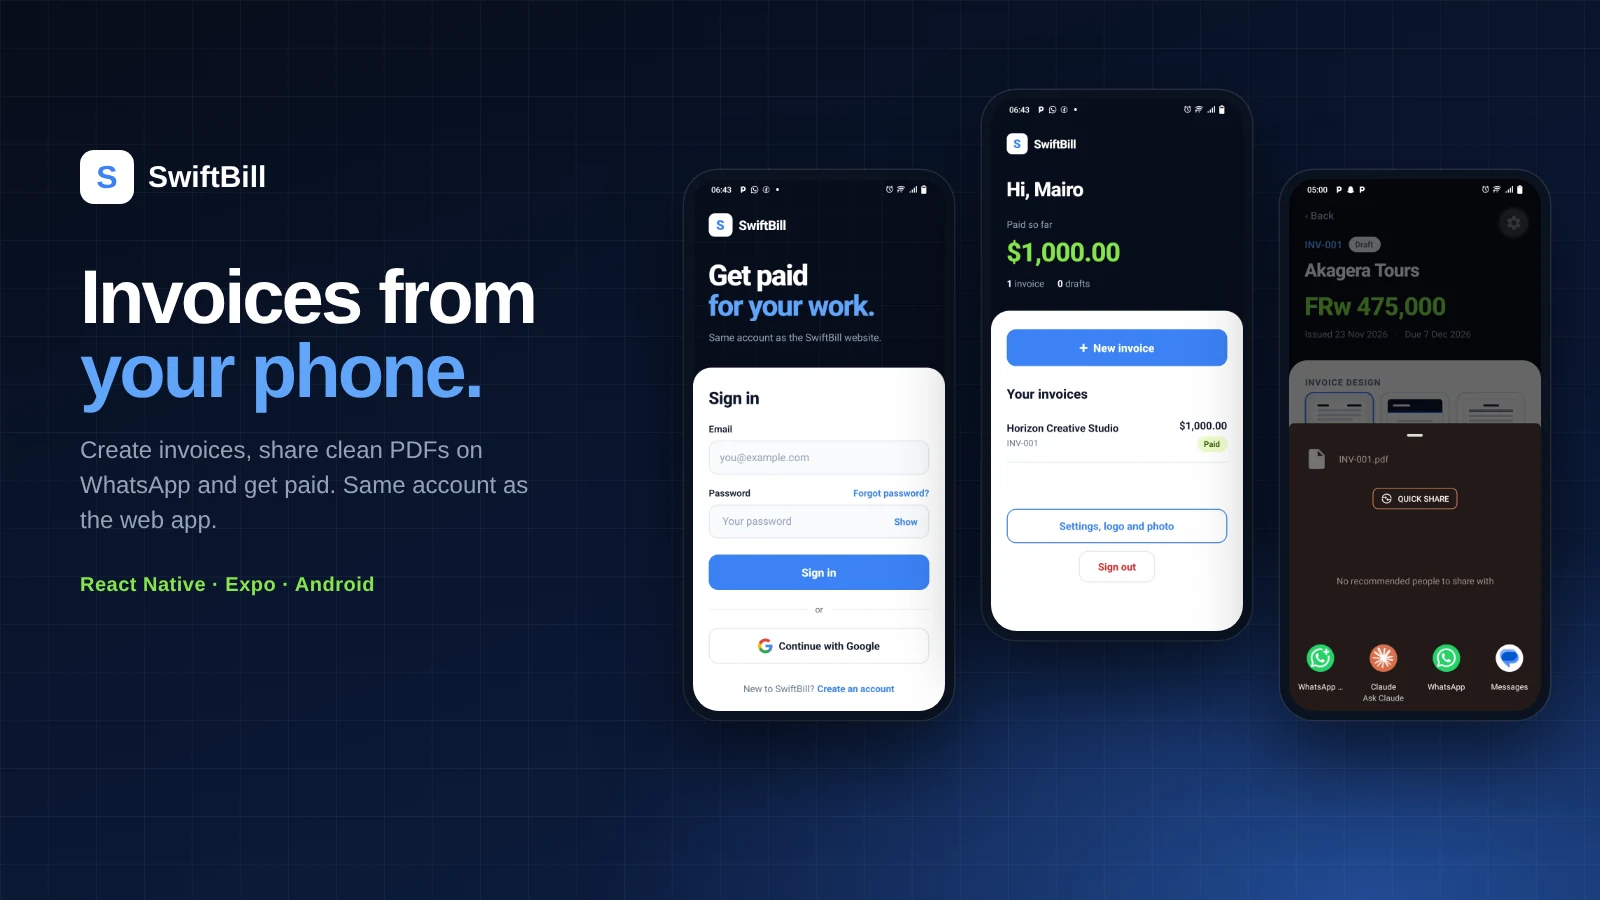 S SwiftBill
Invoices from
your phone.
Create invoices, share clean PDFs on
WhatsApp and get paid. Same account as
the web app.
React Native · Expo · Android
06:43
S SwiftBill
Get paid
for your work.
Same account as the SwiftBill website.
Sign in
Email
you@example.com
Password Forgot password?
Your password Show
Sign in
or
Continue with Google
New to SwiftBill? Create an account
06:43
S SwiftBill
Hi, Mairo
Paid so far
$1,000.00
1 invoice 0 drafts
+ New invoice
Your invoices
Horizon Creative Studio $1,000.00
INV-001 Paid
Settings, logo and photo
Sign out
05:00
‹ Back
INV-001 Draft
Akagera Tours
FRw 475,000
Issued 23 Nov 2026 · Due 7 Dec 2026
INVOICE DESIGN
INV-001.pdf
QUICK SHARE
No recommended people to share with
WhatsApp ... Claude WhatsApp Messages
Ask Claude